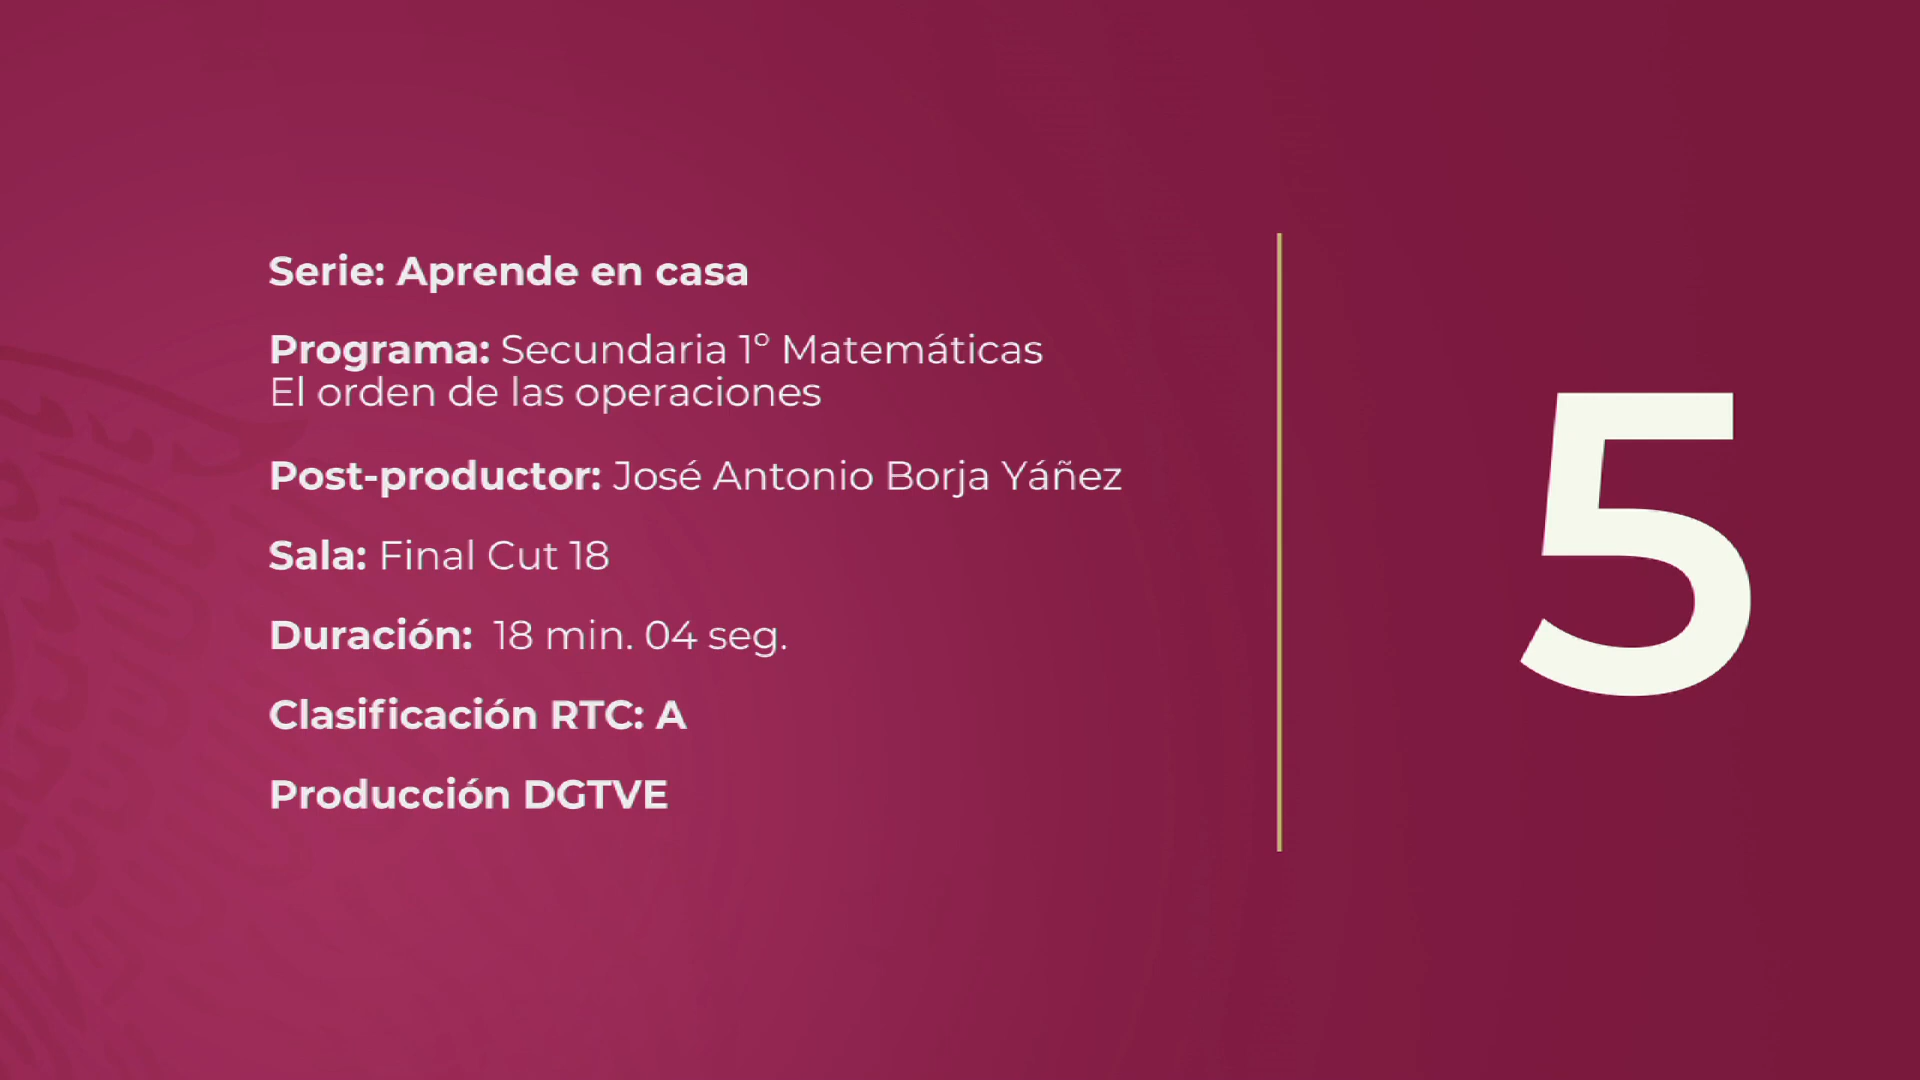 Serie: Aprende en casa
Programa: Secundaria 1º Matemáticas
El orden de las operaciones
Post-productor: José Antonio Borja Yáñez
Sala: Final Cut 18
Duración: 18 min. 04 seg.
Clasificación RTC: A
Producción DGTVE
5